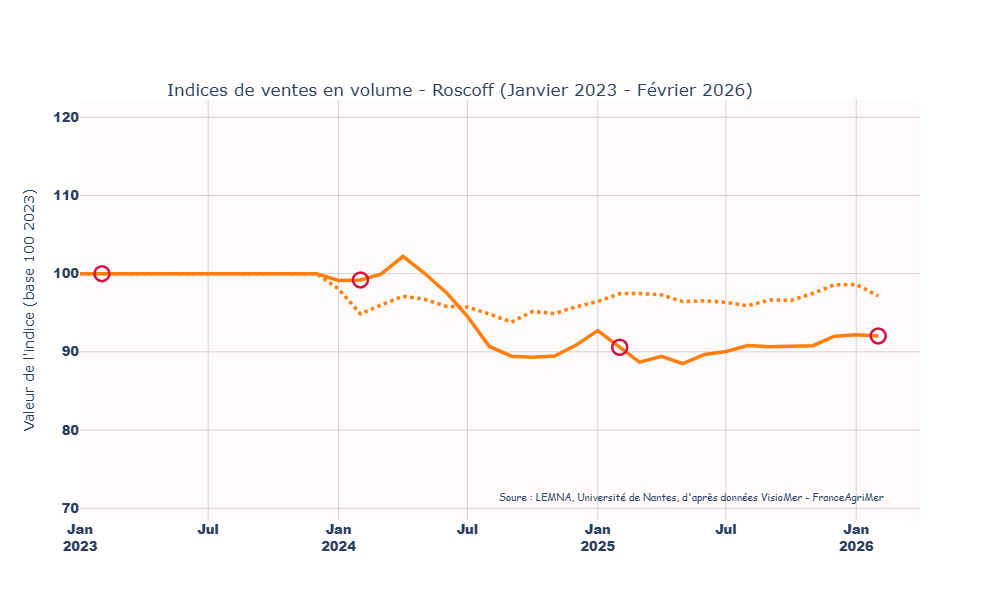 Indices de ventes en volume - Roscoff (Janvier 2023 - Février 2026)
Valeur de l'indice (base 100 2023)
120
110
100
90
80
70
Soure : LEMNA, Université de Nantes, d'après données VisioMer - FranceAgriMer
Jan
2023
Jul
Jan
2024
Jul
Jan
2025
Jul
Jan
2026